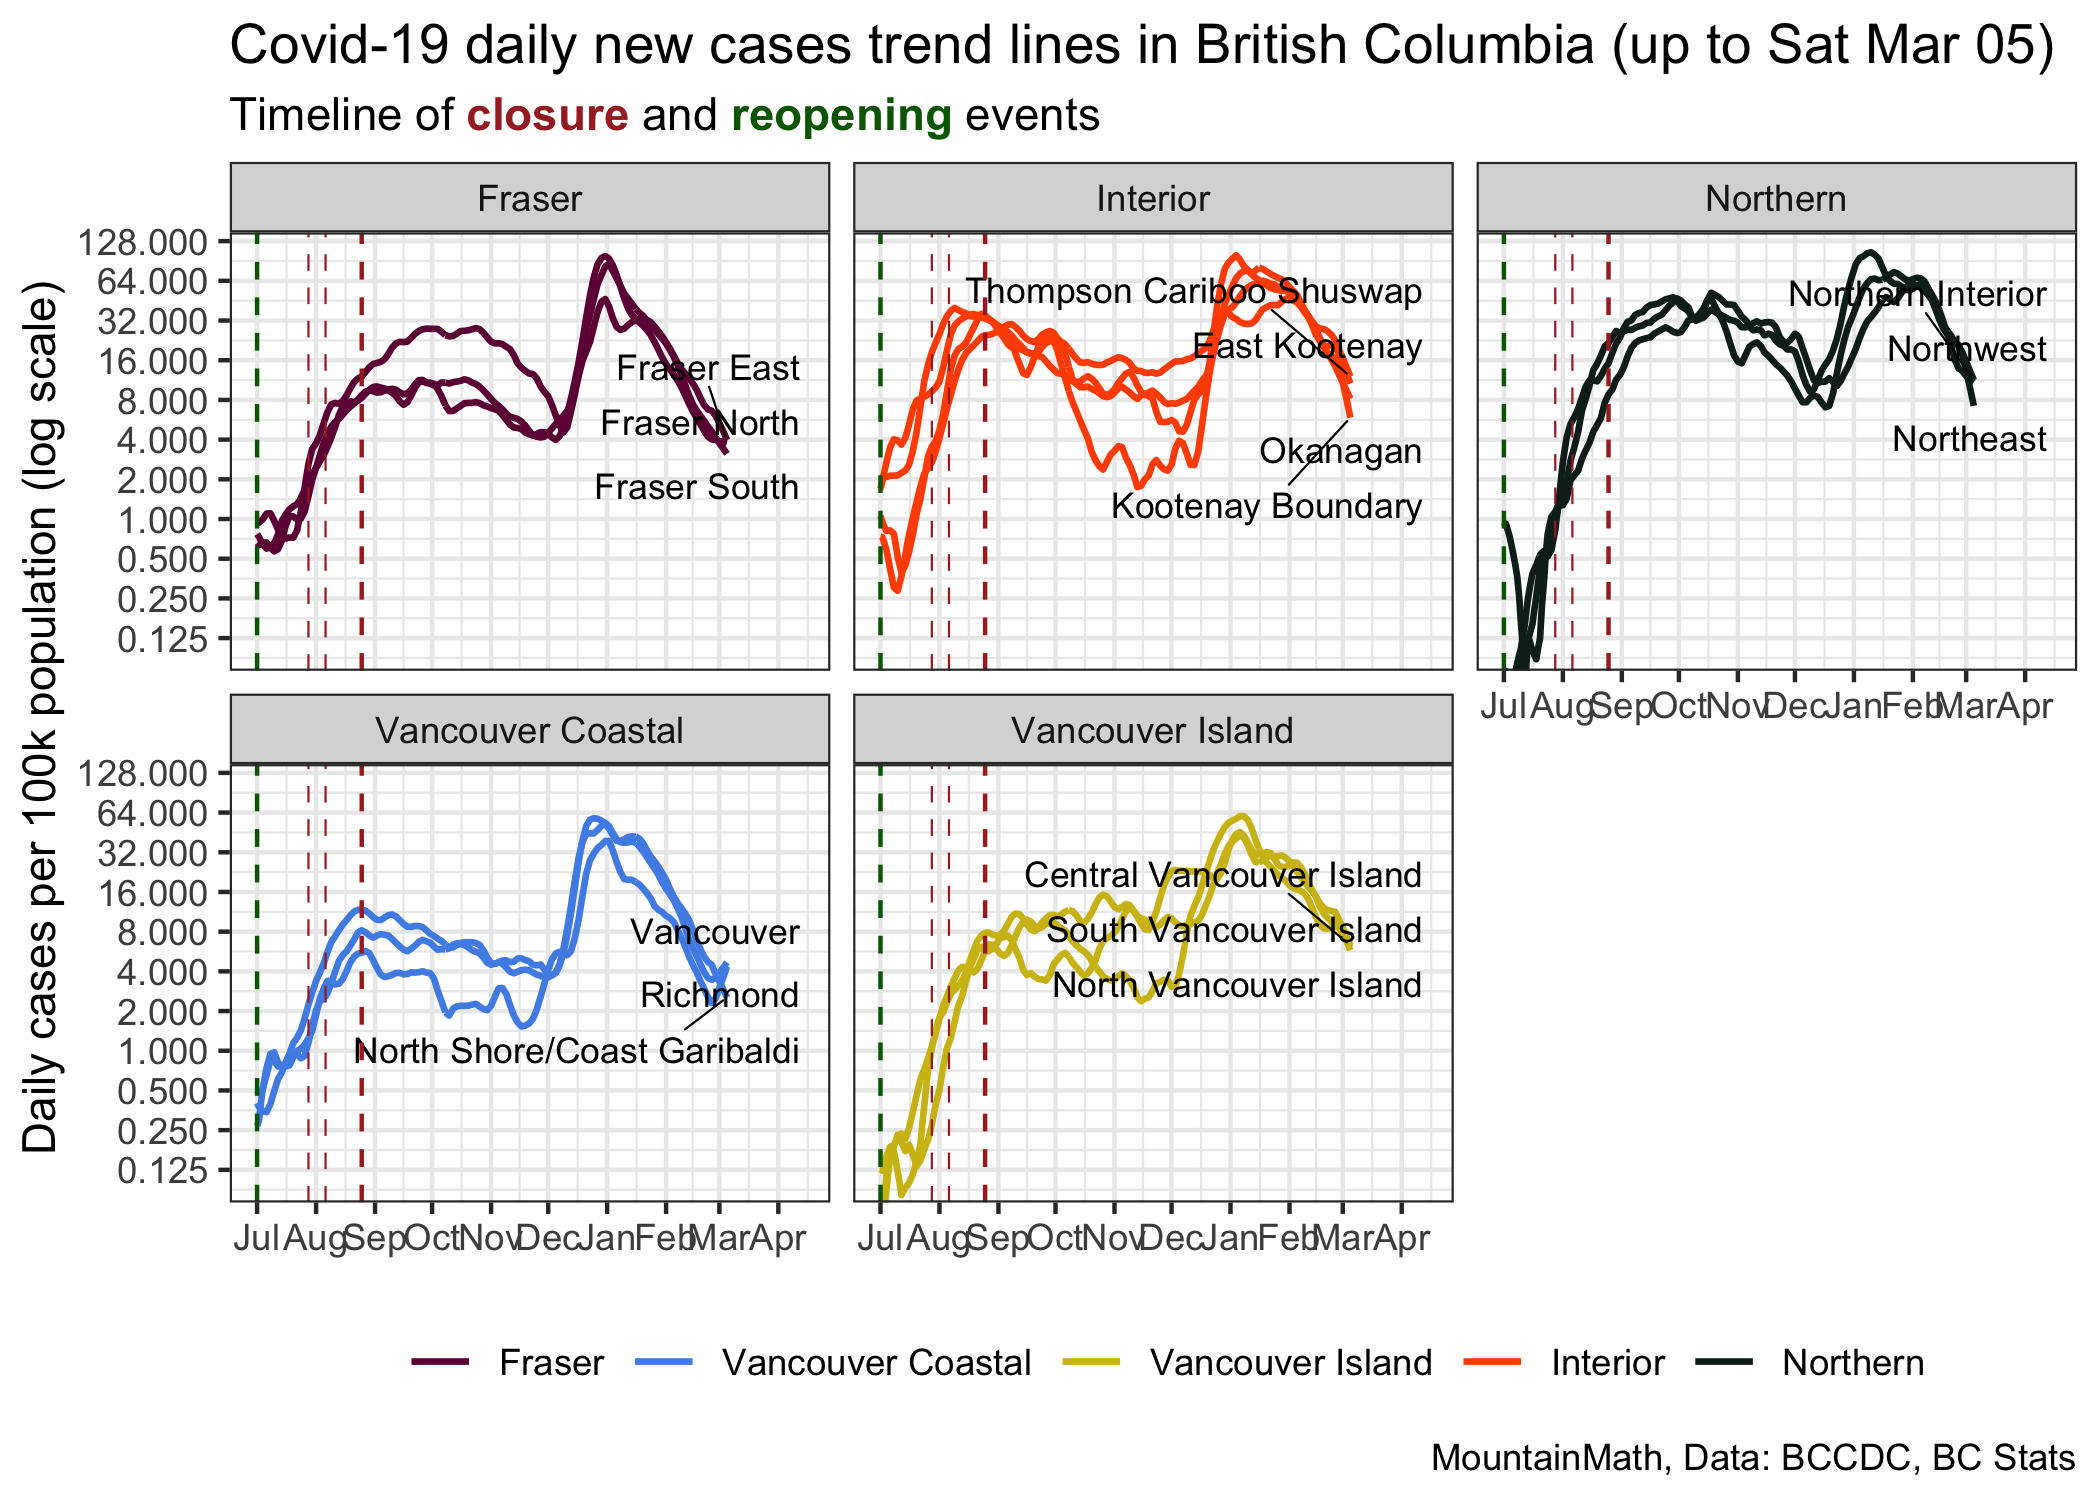 Covid-19 daily new cases trend lines in British Columbia (up to Sat Mar 05)
Timeline of closure and reopening events
Daily cases per 100k population (log scale)
Fraser
128.000
64.000
32.000
16.000
8.000
4.000
2.000
1.000
0.500
0.250
0.125
Fraser East
Fraser North
Fraser South
Interior
Thompson Cariboo Shuswap
East Kootenay
Okanagan
Kootenay Boundary
Northern
Northern Interior
Northwest
Northeast
Jul Aug Sep Oct Nov Dec Jan Feb Mar Apr
Vancouver Coastal
128.000
64.000
32.000
16.000
8.000
4.000
2.000
1.000
0.500
0.250
0.125
Vancouver
Richmond
North Shore/Coast Garibaldi
Jul Aug Sep Oct Nov Dec Jan Feb Mar Apr
Vancouver Island
Central Vancouver Island
South Vancouver Island
North Vancouver Island
Jul Aug Sep Oct Nov Dec Jan Feb Mar Apr
Fraser Vancouver Coastal Vancouver Island Interior Northern
MountainMath, Data: BCCDC, BC Stats